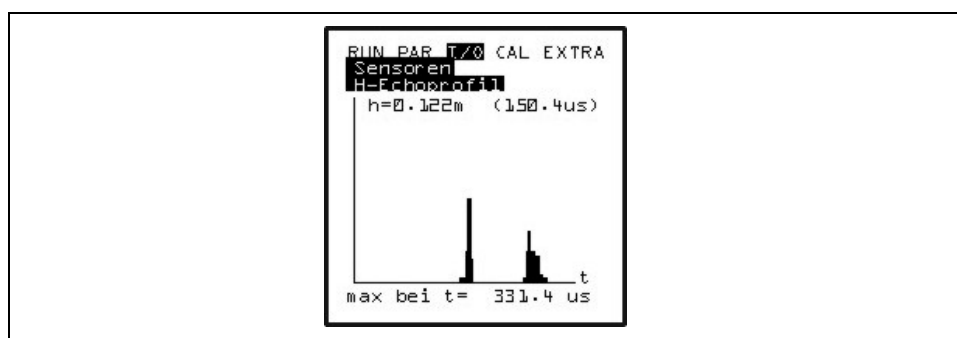 RUN PAR I/O CAL EXTRA
Sensoren
H-Echoprofil
h=0.122m (150.4us)
t
max bei t= 331.4 us